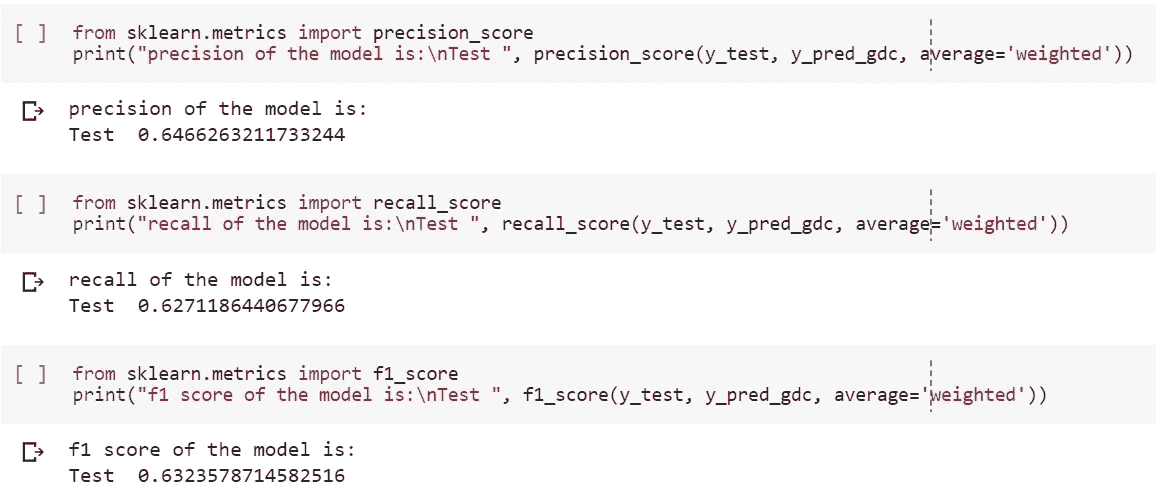 [ ] from sklearn.metrics import precision_score
print("precision of the model is:\nTest ", precision_score(y_test, y_pred_gdc, average='weighted'))
precision of the model is:
Test  0.6466263211733244
[ ] from sklearn.metrics import recall_score
print("recall of the model is:\nTest ", recall_score(y_test, y_pred_gdc, average='weighted'))
recall of the model is:
Test  0.6271186440677966
[ ] from sklearn.metrics import f1_score
print("f1 score of the model is:\nTest ", f1_score(y_test, y_pred_gdc, average='weighted'))
f1 score of the model is:
Test  0.6323578714582516